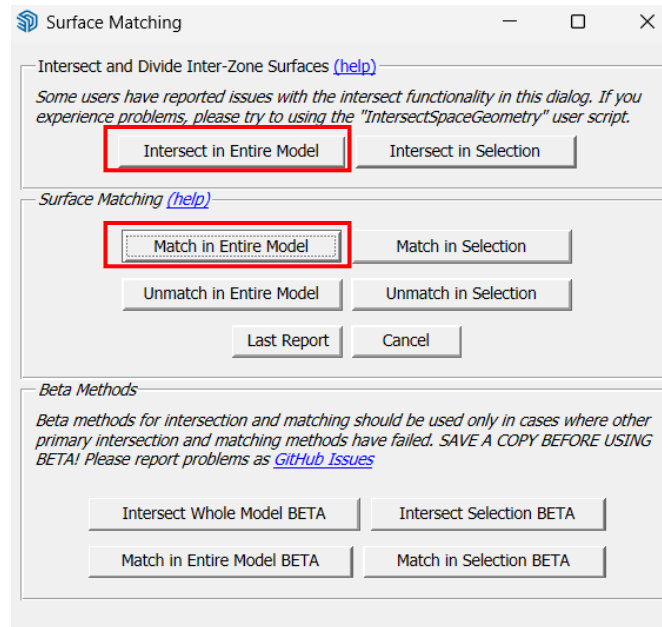 Surface Matching
Intersect and Divide Inter-Zone Surfaces (help)
Some users have reported issues with the intersect functionality in this dialog. If you
experience problems, please try to using the "IntersectSpaceGeometry" user script.
Intersect in Entire Model Intersect in Selection
Surface Matching (help)
Match in Entire Model Match in Selection
Unmatch in Entire Model Unmatch in Selection
Last Report Cancel
Beta Methods
Beta methods for intersection and matching should be used only in cases where other
primary intersection and matching methods have failed. SAVE A COPY BEFORE USING
BETA! Please report problems as GitHub Issues
Intersect Whole Model BETA Intersect Selection BETA
Match in Entire Model BETA Match in Selection BETA